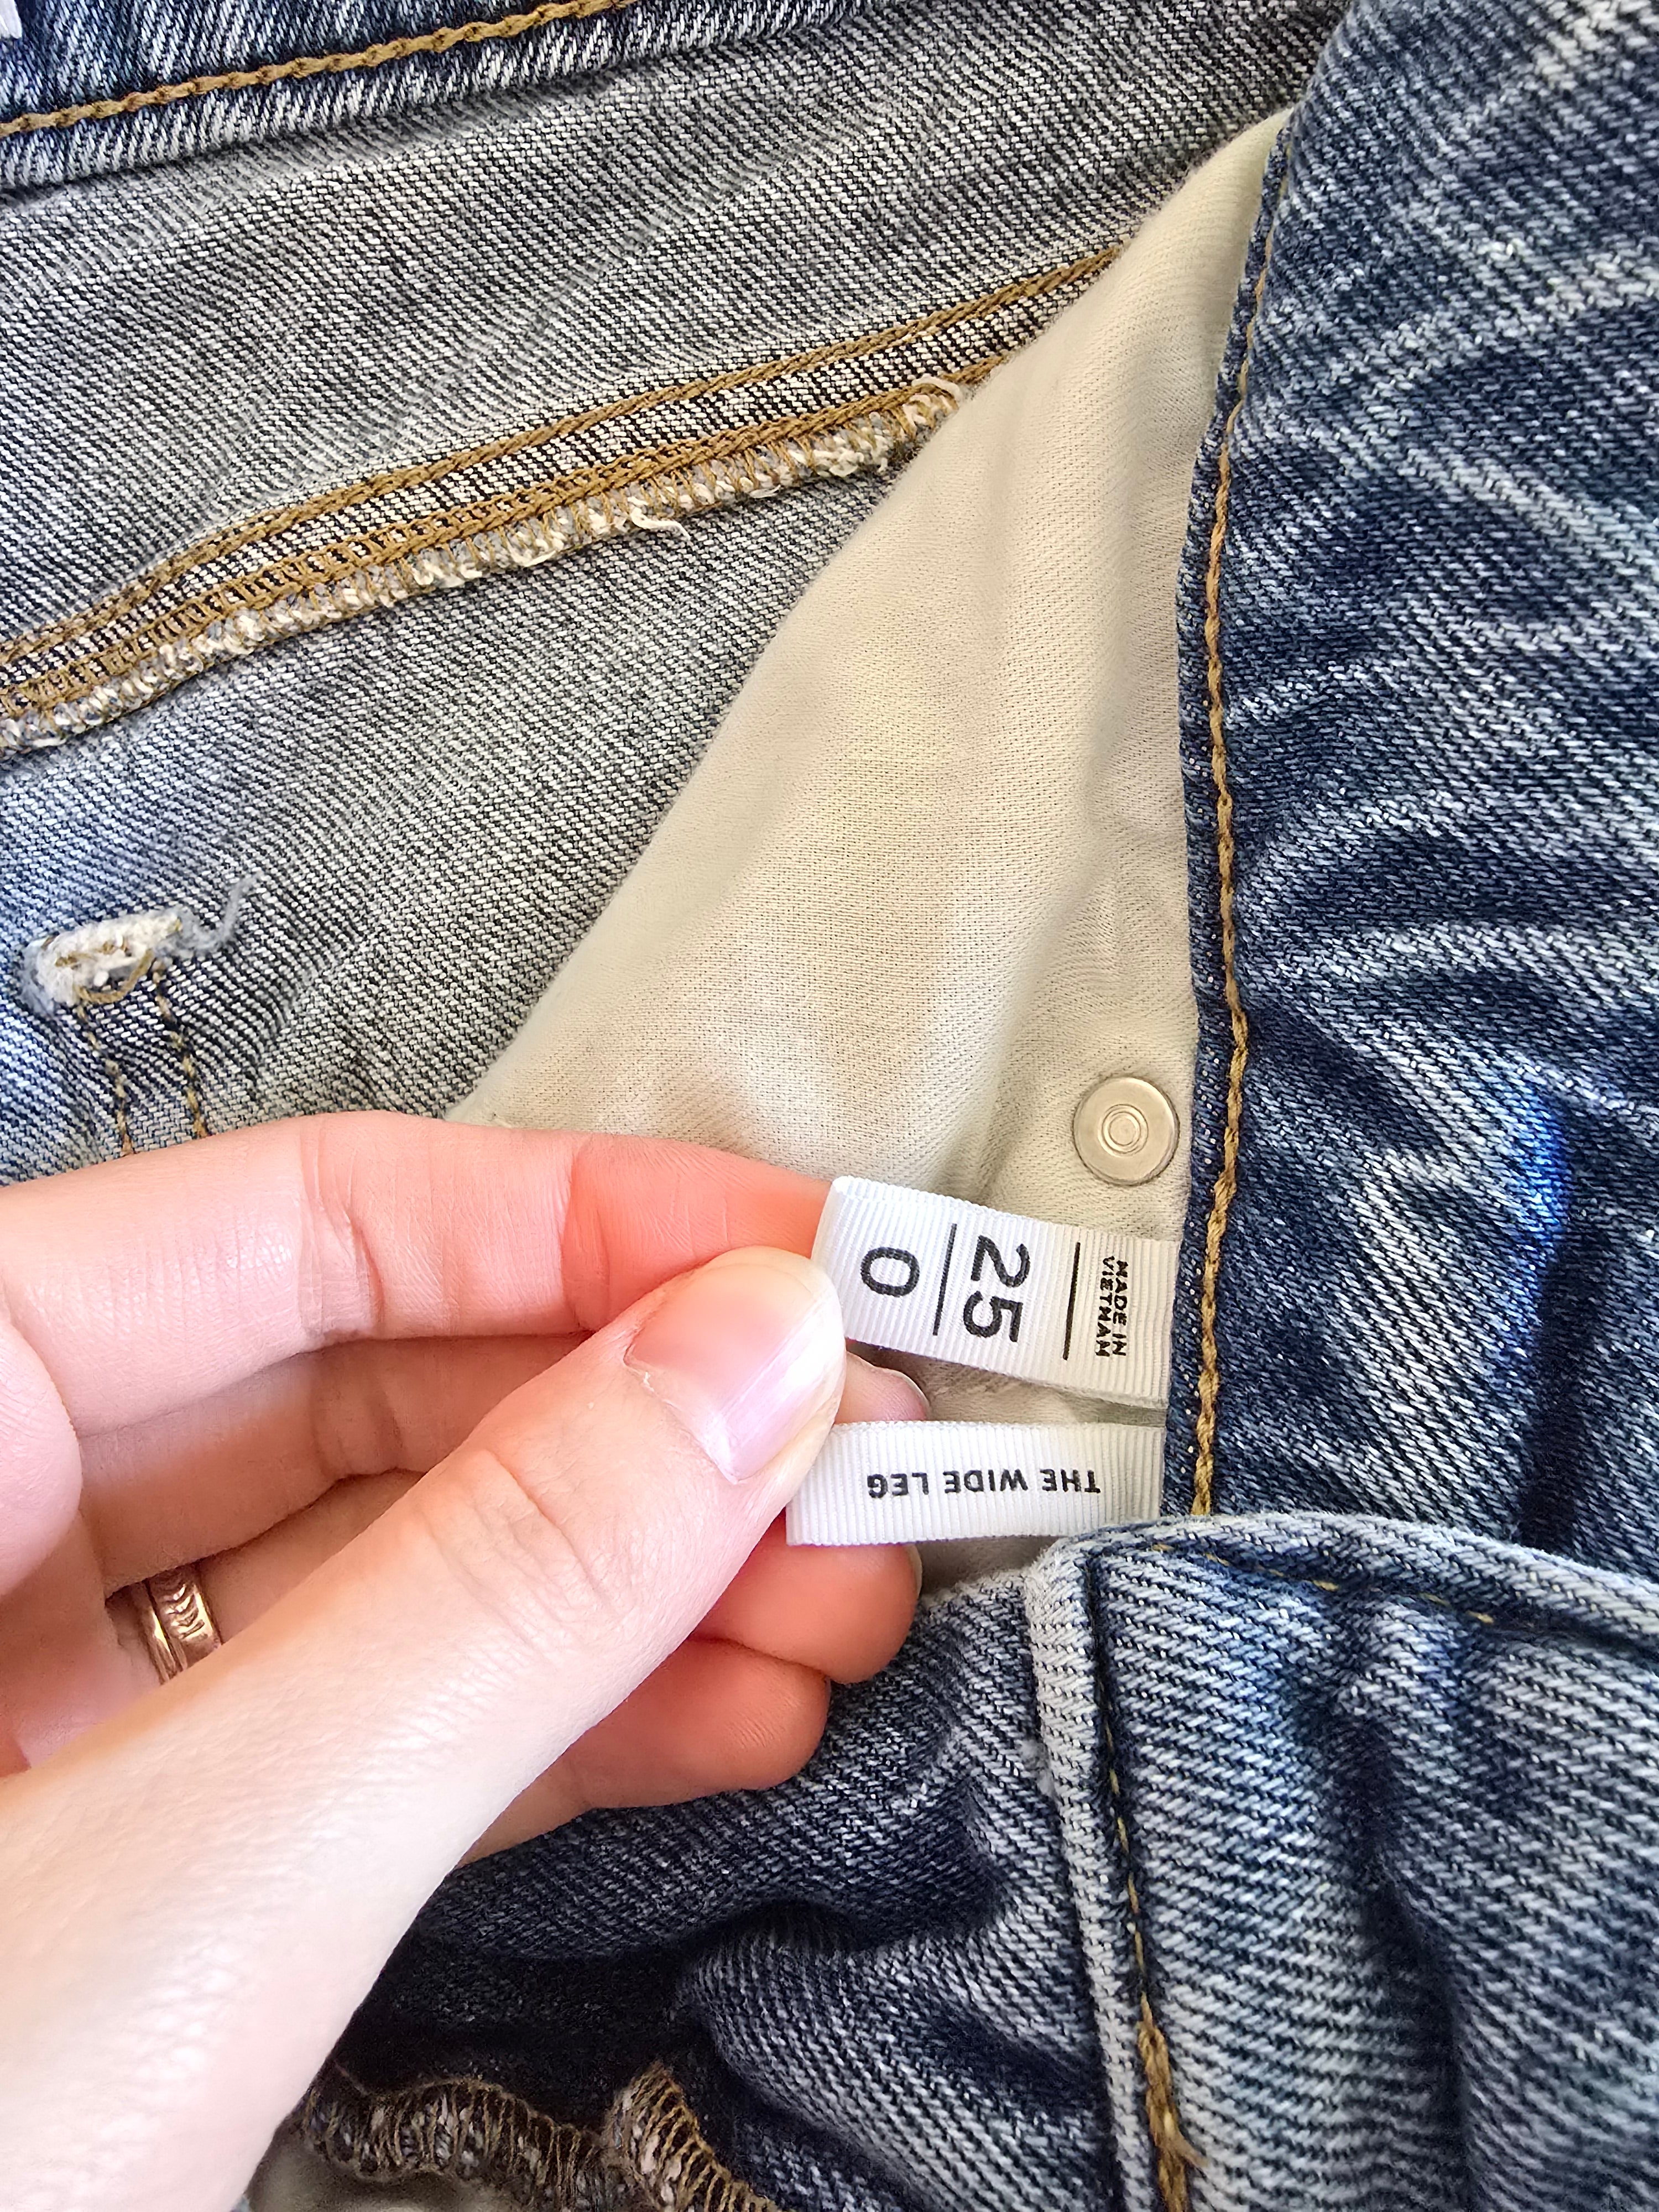 MADE IN
VIETNAM
25
0
THE WIDE LEG